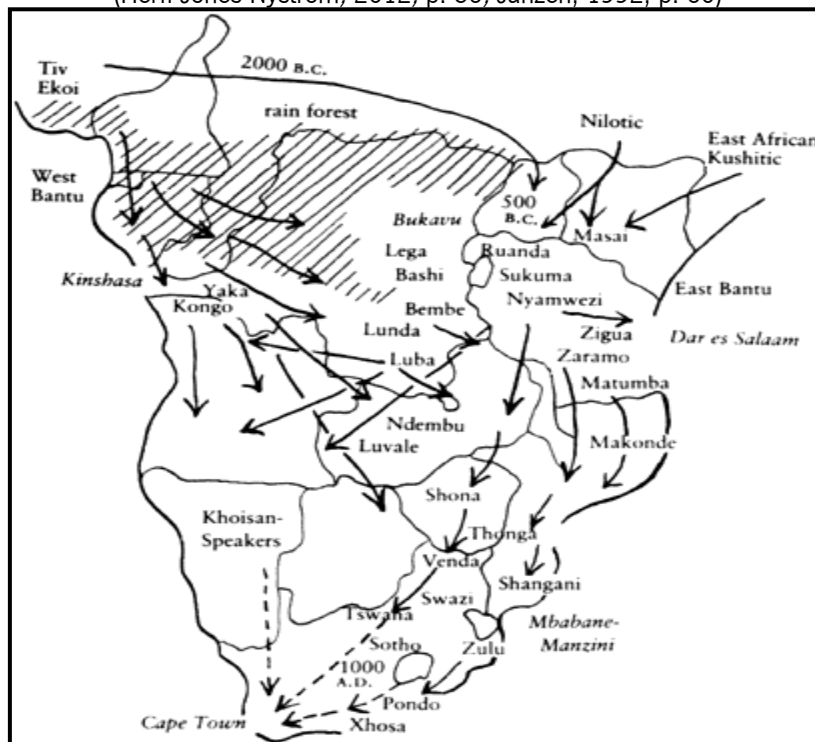 2000 B.C.
Tiv
Ekoi
rain forest
Nilotic
East African
Kushitic
West
Bantu
500
B.C.
Bukavu
Masai
Lega
Ruanda
Bashi
Sukuma
Kinshasa
East Bantu
Yaka
Nyamwezi
Kongo
Bembe
Zigua
Lunda
Dar es Salaam
Luba
Zaramo
Matumba
Ndembu
Luvale
Makonde
Shona
Khoisan-
Speakers
Thonga
Venda
Shangani
Swazi
Tswana
Mbabane-
Manzini
Sotho
Zulu
1000
A.D.
Pondo
Cape Town
Xhosa